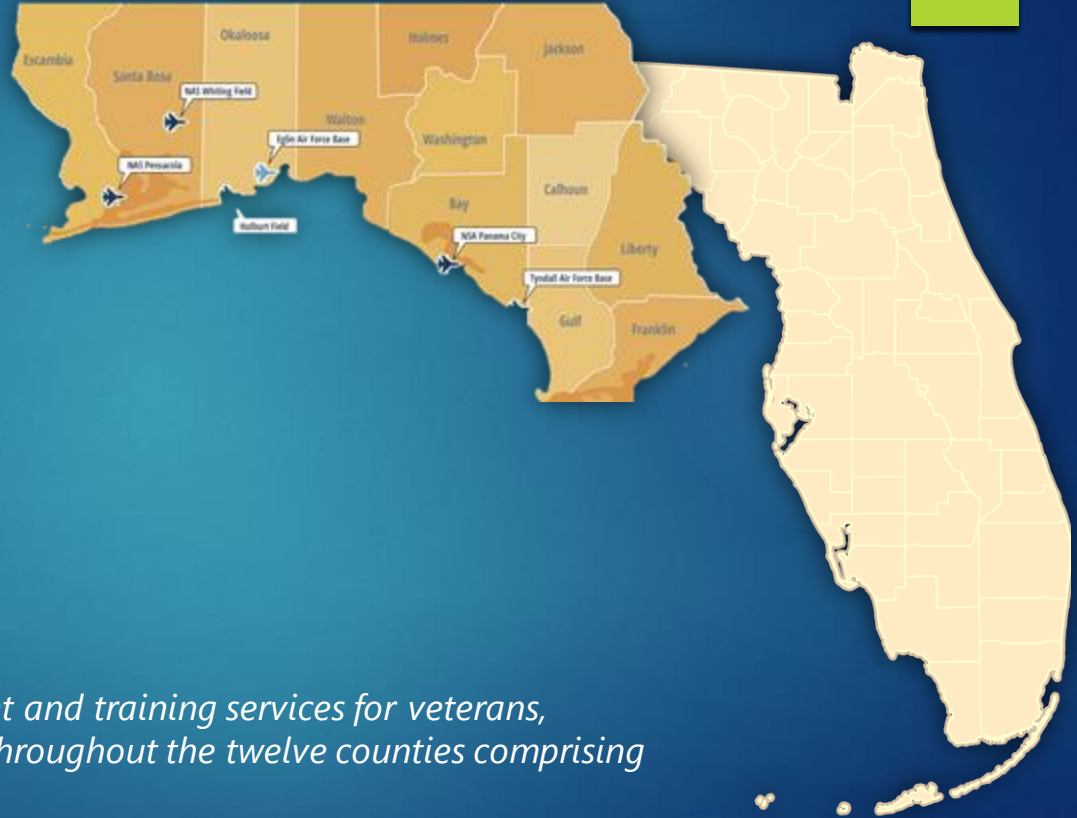 Okaloosa
Holmes
Jackson
Escambia
Santa Rosa
NAS Whiting Field
Walton
Eglin Air Force Base
Washington
NAS Pensacola
Calhoun
Bay
Hulburt Field
NSA Panama City
Liberty
Tyndall Air Force Base
Gulf
Franklin
t and training services for veterans,
hroughout the twelve counties comprising